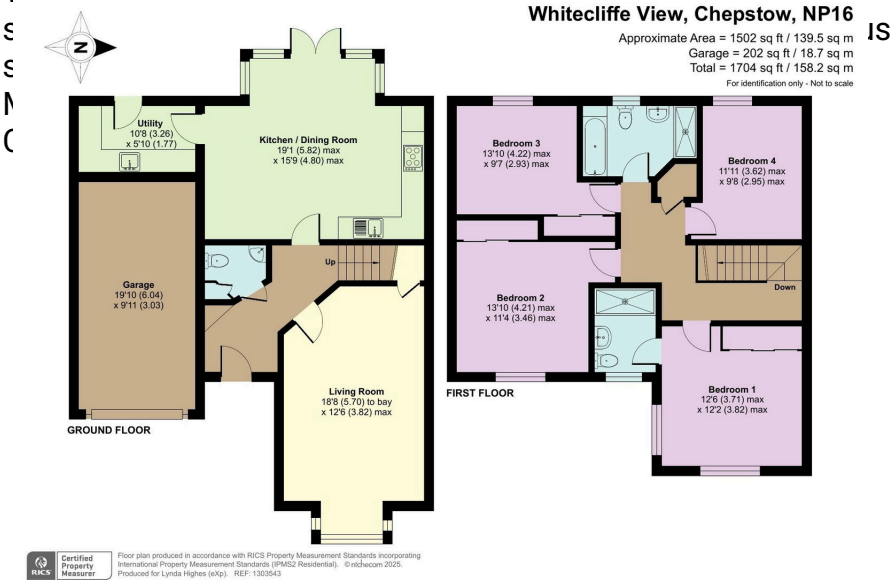 Whitecliffe View, Chepstow, NP16
Approximate Area = 1502 sq ft / 139.5 sq m
Garage = 202 sq ft / 18.7 sq m
Total = 1704 sq ft / 158.2 sq m
For identification only - Not to scale
us
s
s
M
N
Utility
10'8 (3.26)
x 5'10 (1.77)
Kitchen / Dining Room
19'1 (5.82) max
x 15'9 (4.80) max
Garage
19'10 (6.04)
x 9'11 (3.03)
Up
Living Room
18'8 (5.70) to bay
x 12'6 (3.82) max
GROUND FLOOR
Bedroom 3
13'10 (4.22) max
x 9'7 (2.93) max
Bedroom 4
11'11 (3.62) max
x 9'8 (2.95) max
Bedroom 2
13'10 (4.21) max
x 11'4 (3.46) max
Down
Bedroom 1
12'6 (3.71) max
x 12'2 (3.82) max
FIRST FLOOR
RICS
Certified
Property
Measurer
Floor plan produced in accordance with RICS Property Measurement Standards incorporating
International Property Measurement Standards (IPMS2 Residential). © ntchecom 2025.
Produced for Lynda Highes (eXp). REF: 1303543